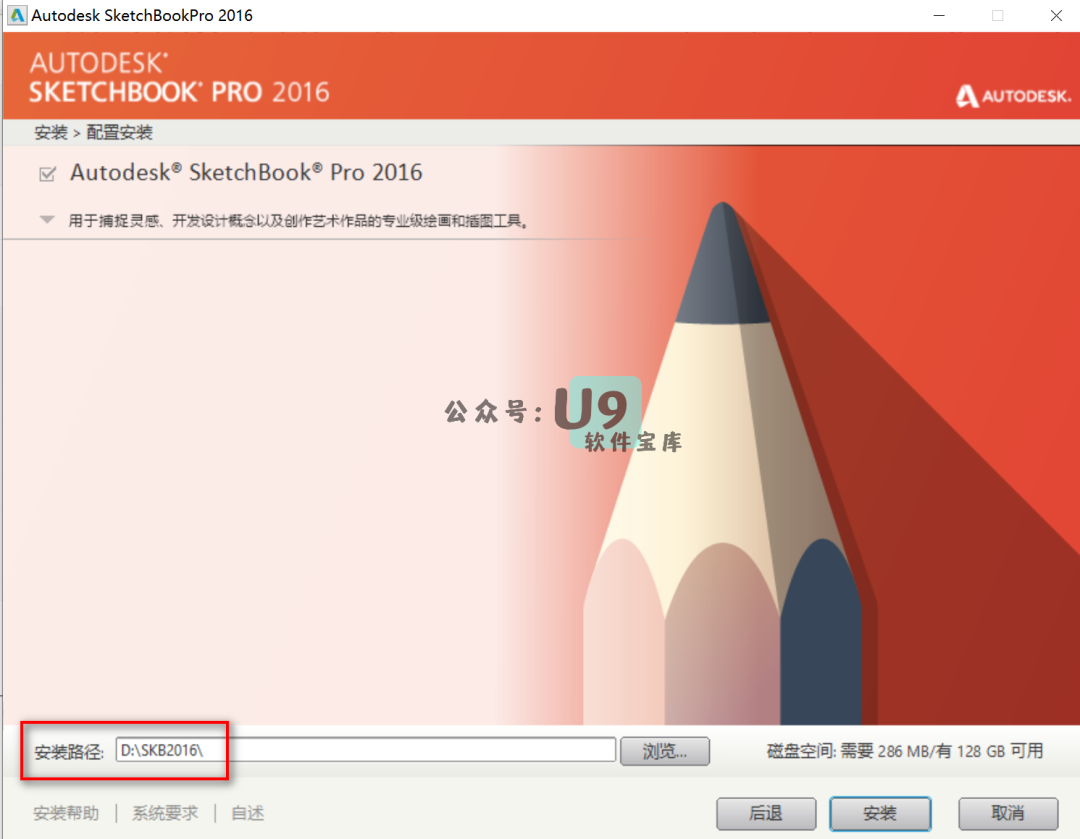 Autodesk SketchBookPro 2016
AUTODESK®
SKETCHBOOK® PRO 2016
AUTODESK.
安装 > 配置安装
Autodesk® SketchBook® Pro 2016
用于捕捉灵感、开发设计概念以及创作艺术作品的专业级绘画和插图工具。
公众号: U9
软件宝库
安装路径: D:\SKB2016\ 浏览... 磁盘空间: 需要 286 MB/有 128 GB 可用
安装帮助 | 系统要求 | 自述 后退 安装 取消